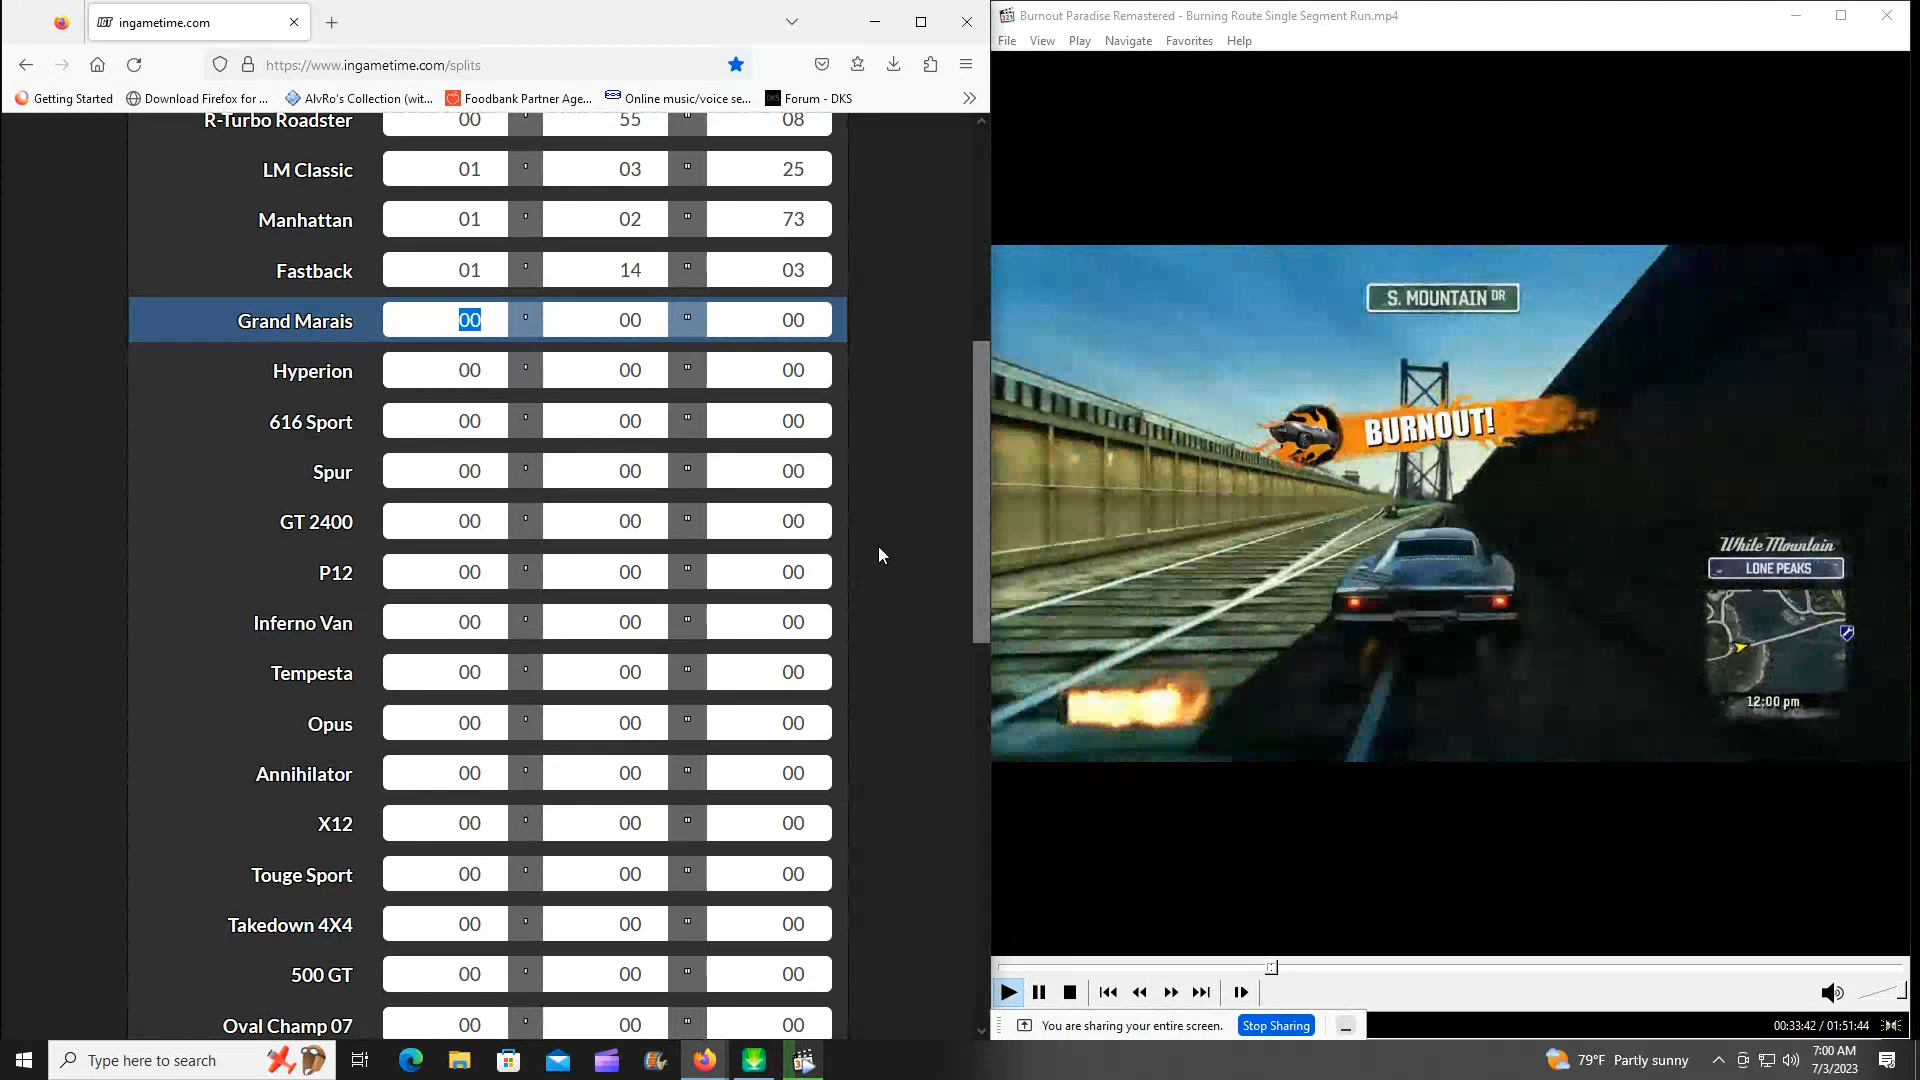 ingametime.com
https://www.ingametime.com/splits
Getting Started
Download Firefox for ...
AlvRo's Collection (wit...
Foodbank Partner Age...
Online music/voice se...
Forum - DKS
R-Turbo Roadster 00 ' 55 " 08
LM Classic 01 ' 03 " 25
Manhattan 01 ' 02 " 73
Fastback 01 ' 14 " 03
Grand Marais 00 ' 00 " 00
Hyperion 00 ' 00 " 00
616 Sport 00 ' 00 " 00
Spur 00 ' 00 " 00
GT 2400 00 ' 00 " 00
P12 00 ' 00 " 00
Inferno Van 00 ' 00 " 00
Tempesta 00 ' 00 " 00
Opus 00 ' 00 " 00
Annihilator 00 ' 00 " 00
X12 00 ' 00 " 00
Touge Sport 00 ' 00 " 00
Takedown 4X4 00 ' 00 " 00
500 GT 00 ' 00 " 00
Oval Champ 07 00 ' 00 " 00
Burnout Paradise Remastered - Burning Route Single Segment Run.mp4
File View Play Navigate Favorites Help
S. MOUNTAIN DR
BURNOUT!
White Mountain
LONE PEAKS
12:00 pm
You are sharing your entire screen.
Stop Sharing
00:33:42 / 01:51:44
Type here to search
79°F Partly sunny
7:00 AM
7/3/2023